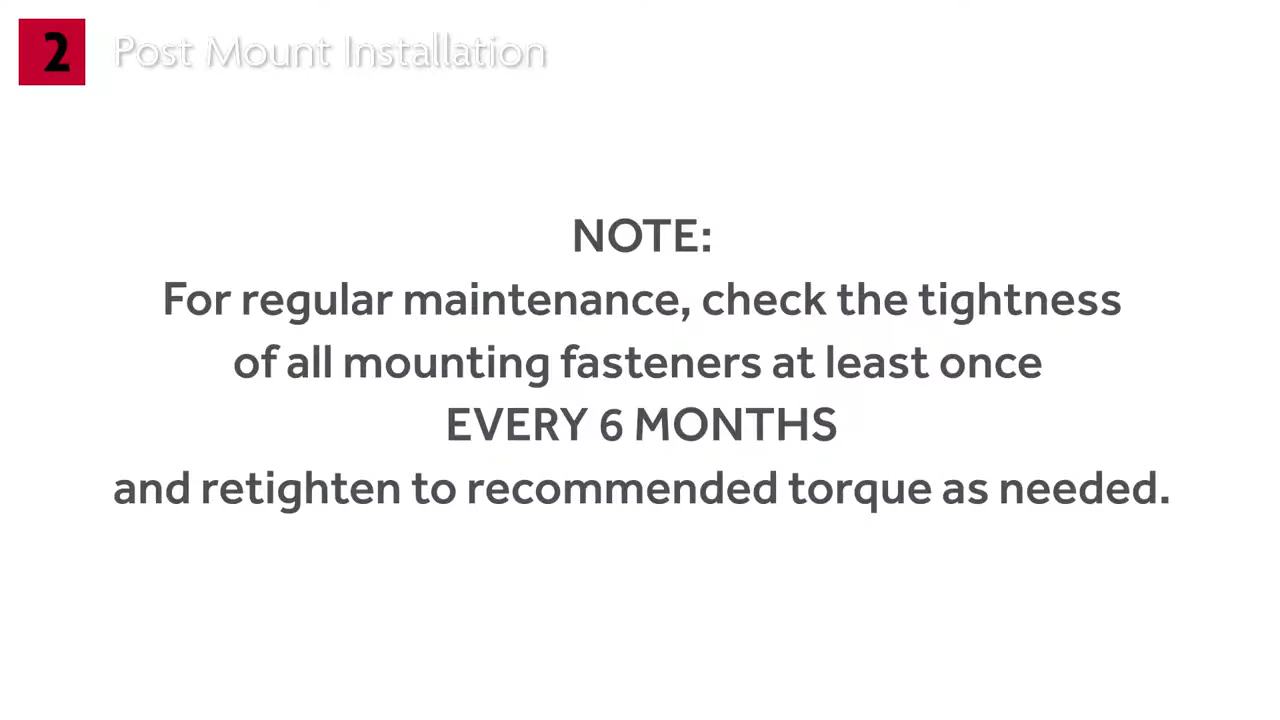 2
Post Mount Installation
NOTE:
For regular maintenance, check the tightness
of all mounting fasteners at least once
EVERY 6 MONTHS
and retighten to recommended torque as needed.